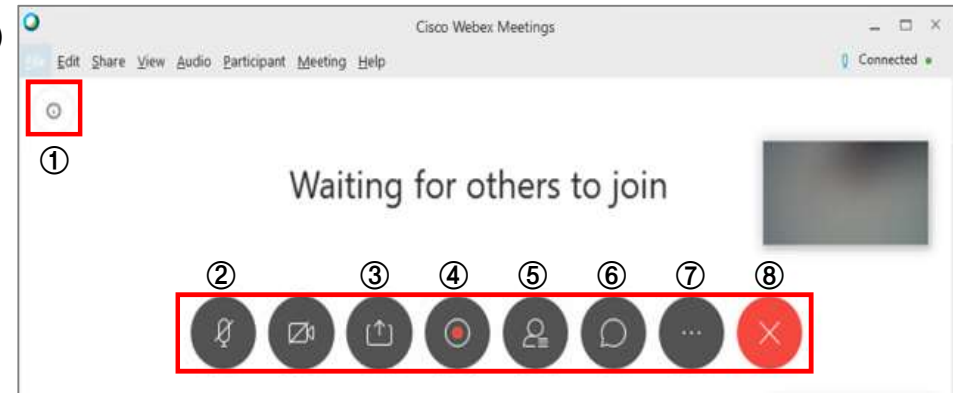 )
Cisco Webex Meetings
File Edit Share View Audio Participant Meeting Help
Connected
①
Waiting for others to join
② ③ ④ ⑤ ⑥ ⑦ ⑧